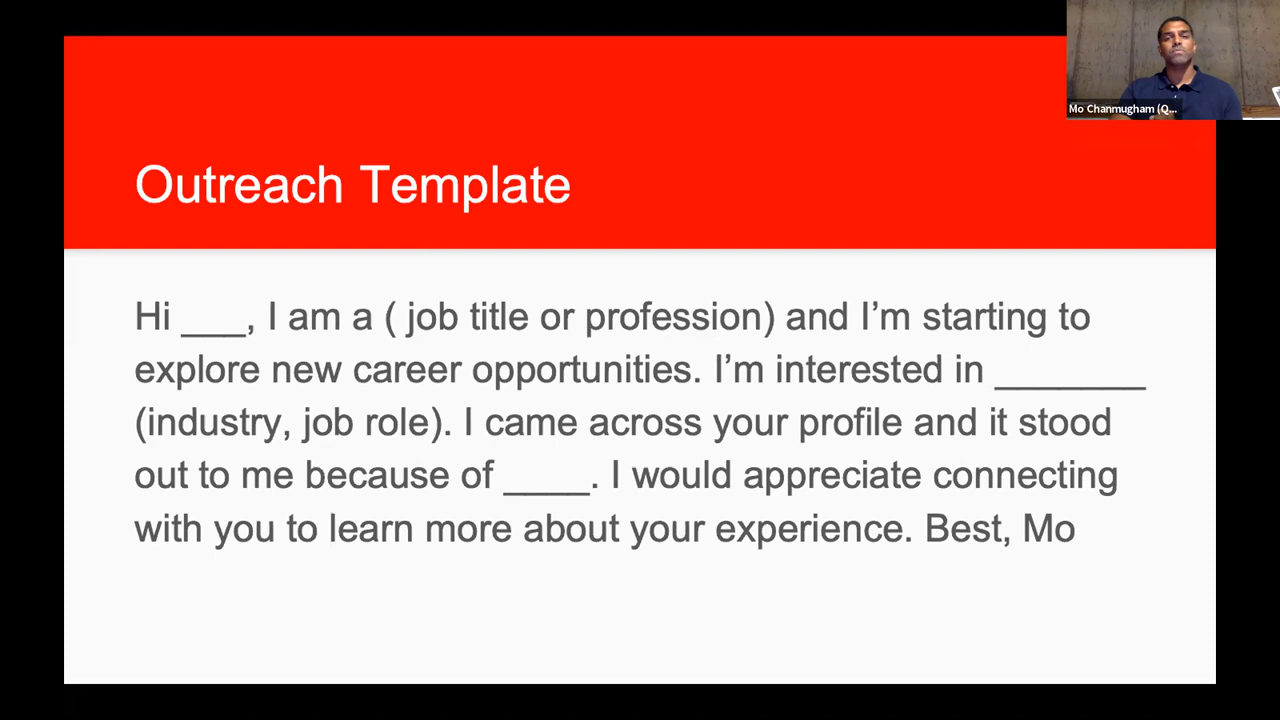 Mo Chanmugham (Q...
Outreach Template
Hi ___, I am a ( job title or profession) and I’m starting to
explore new career opportunities. I’m interested in _______
(industry, job role). I came across your profile and it stood
out to me because of ____. I would appreciate connecting
with you to learn more about your experience. Best, Mo